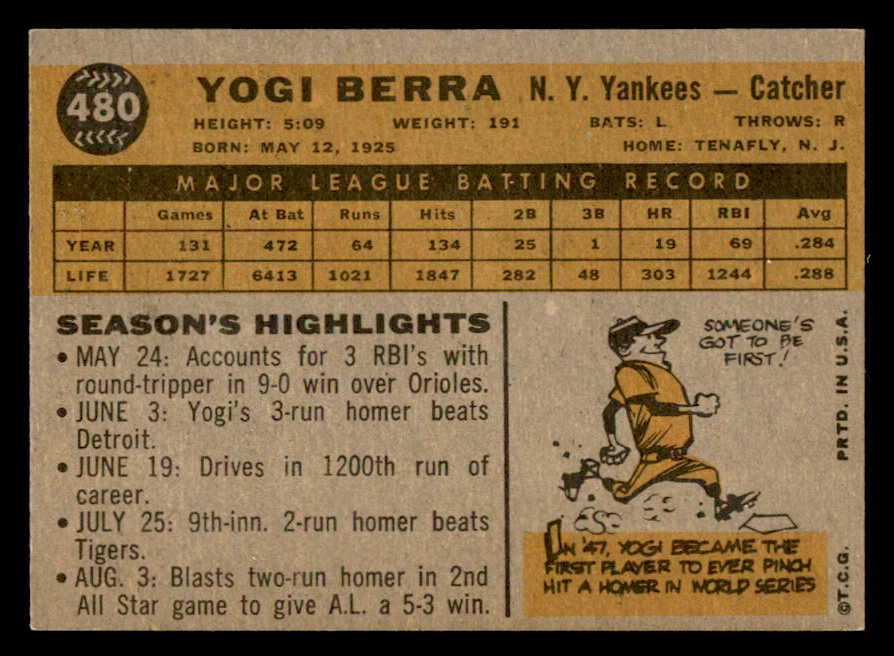 480
YOGI BERRA N. Y. Yankees — Catcher
HEIGHT: 5:09 WEIGHT: 191 BATS: L THROWS: R
BORN: MAY 12, 1925 HOME: TENAFLY, N. J.
MAJOR LEAGUE BATTING RECORD
Games At Bat Runs Hits 2B 3B HR RBI Avg
YEAR 131 472 64 134 25 1 19 69 .284
LIFE 1727 6413 1021 1847 282 48 303 1244 .288
SEASON'S HIGHLIGHTS
• MAY 24: Accounts for 3 RBI's with
round-tripper in 9-0 win over Orioles.
• JUNE 3: Yogi's 3-run homer beats
Detroit.
• JUNE 19: Drives in 1200th run of
career.
• JULY 25: 9th-inn. 2-run homer beats
Tigers.
• AUG. 3: Blasts two-run homer in 2nd
All Star game to give A.L. a 5-3 win.
SOMEONE'S
GOT TO BE
FIRST!
IN '47, YOGI BECAME THE
FIRST PLAYER TO EVER PINCH
HIT A HOMER IN WORLD SERIES
©T.C.G. PRTD. IN U.S.A.